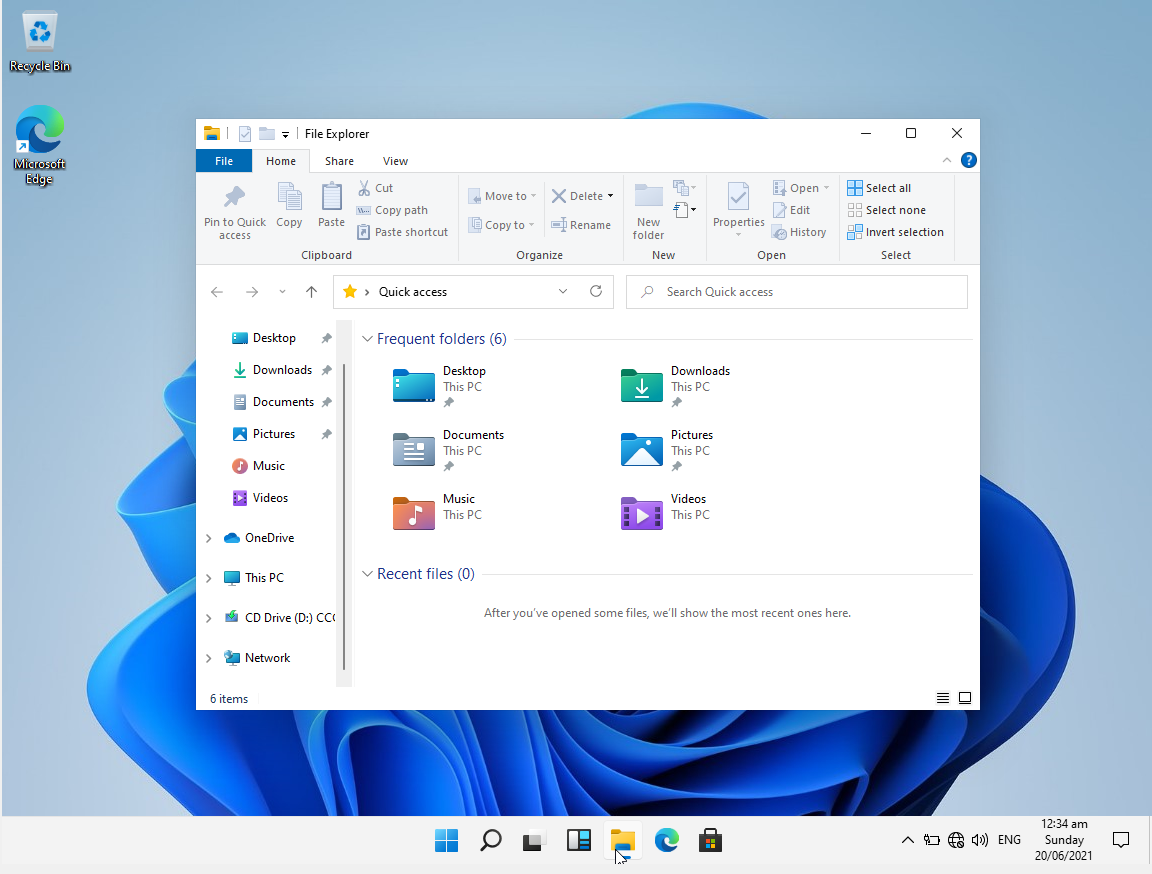 Recycle Bin
Microsoft
Edge
File Explorer
File Home Share View
Pin to Quick
access
Copy
Paste
Cut
Copy path
Paste shortcut
Clipboard
Move to
Copy to
Delete
Rename
Organize
New
folder
New
Properties
Open
Edit
History
Open
Select all
Select none
Invert selection
Select
Quick access
Search Quick access
Desktop
Downloads
Documents
Pictures
Music
Videos
OneDrive
This PC
CD Drive (D:) CCC
Network
Frequent folders (6)
Desktop
This PC
Downloads
This PC
Documents
This PC
Pictures
This PC
Music
This PC
Videos
This PC
Recent files (0)
After you've opened some files, we'll show the most recent ones here.
6 items
ENG
12:34 am
Sunday
20/06/2021